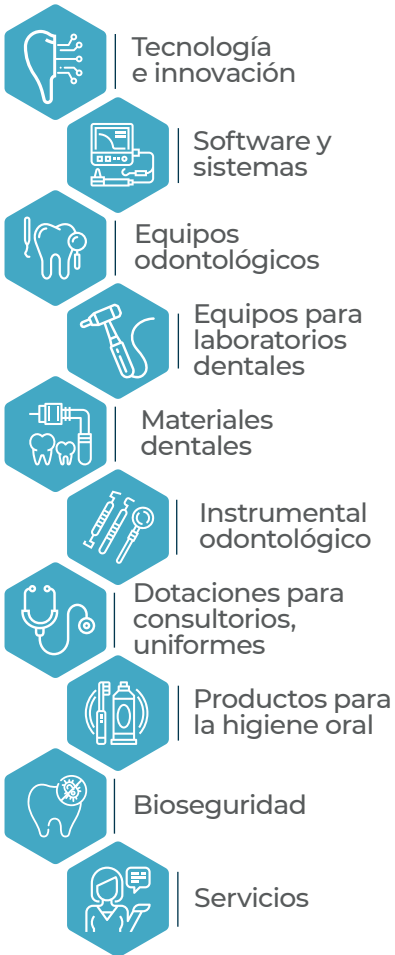 Tecnología
e innovación
Software y
sistemas
Equipos
odontológicos
Equipos para
laboratorios
dentales
Materiales
dentales
Instrumental
odontológico
Dotaciones para
consultorios,
uniformes
Productos para
la higiene oral
Bioseguridad
Servicios